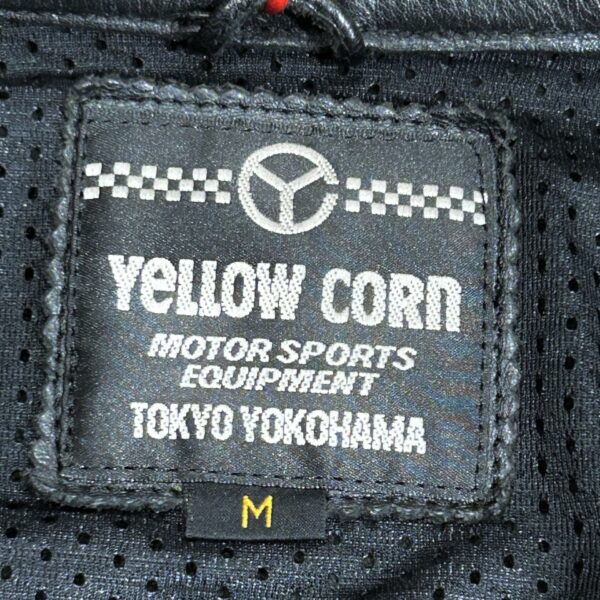 YELLOW CORN
MOTOR SPORTS
EQUIPMENT
TOKYO YOKOHAMA
M